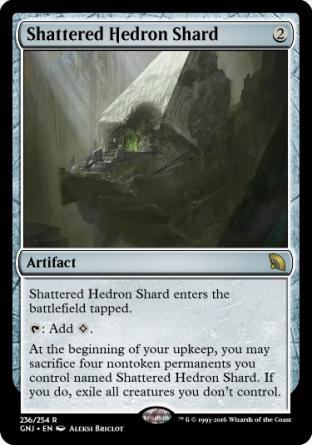 Shattered Hedron Shard 2
Artifact
Shattered Hedron Shard enters the
battlefield tapped.
: Add .
At the beginning of your upkeep, you may
sacrifice four nontoken permanents you
control named Shattered Hedron Shard. If
you do, exile all creatures you don't control.
236/254 R
GNJ • EN Aleksi Briclot
™ & © 1993-2016 Wizards of the Coast